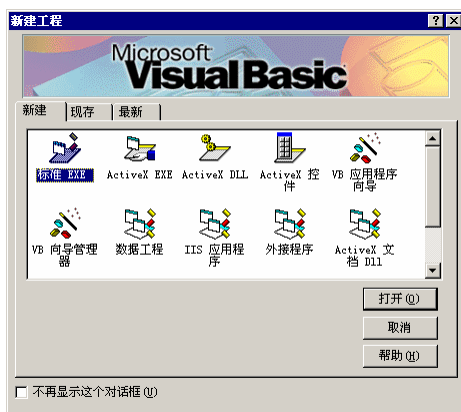 新建工程
Microsoft
Visual Basic
新建 现存 最新
标准 EXE ActiveX EXE ActiveX DLL ActiveX 控件 VB 应用程序向导
VB 向导管理器 数据工程 IIS 应用程序 外接程序 ActiveX 文档 Dll
打开(O)
取消
帮助(H)
不再显示这个对话框(U)